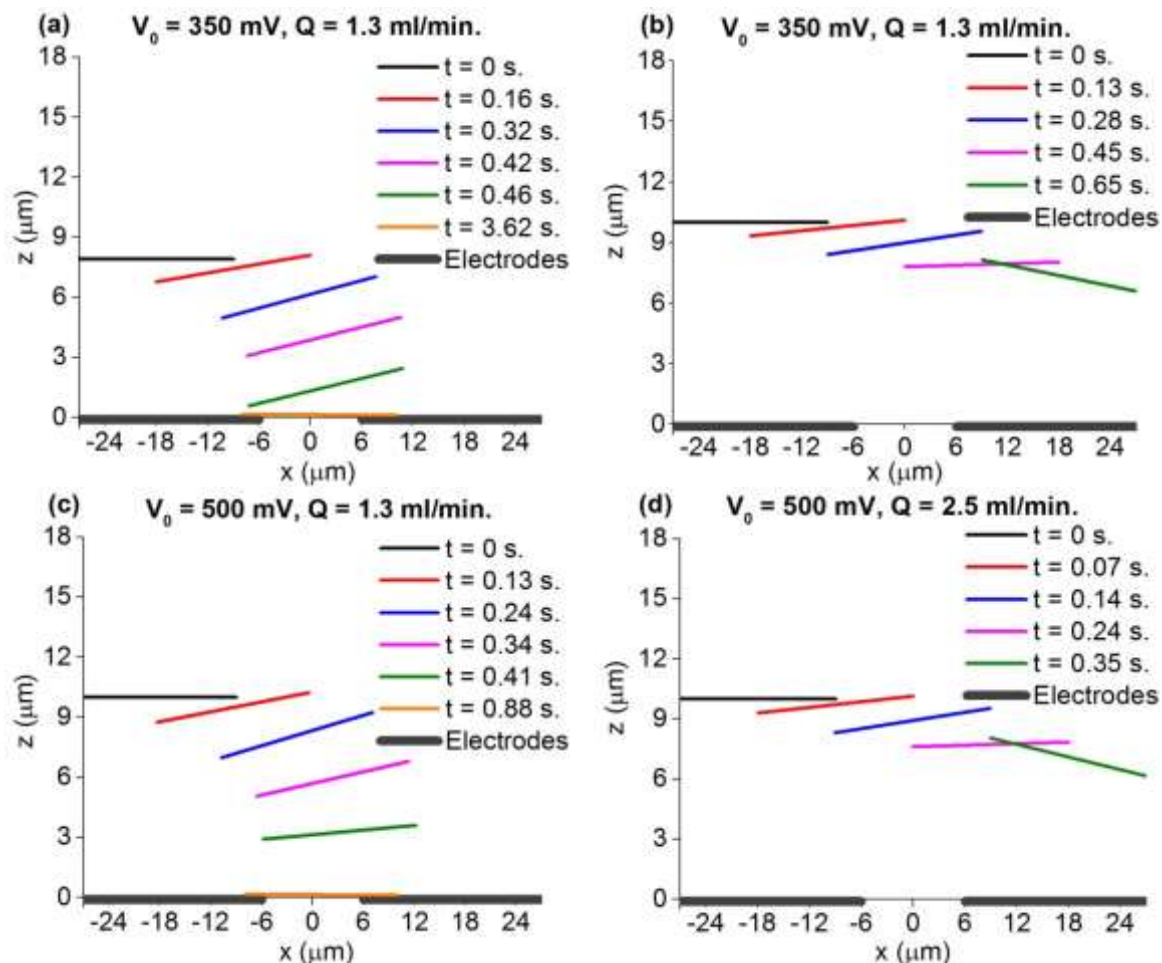 (a) V0 = 350 mV, Q = 1.3 ml/min.
18
15
12
9
6
3
0
z (μm)
t = 0 s.
t = 0.16 s.
t = 0.32 s.
t = 0.42 s.
t = 0.46 s.
t = 3.62 s.
Electrodes
-24 -18 -12 -6 0 6 12 18 24
x (μm)
(b) V0 = 350 mV, Q = 1.3 ml/min.
18
15
12
9
6
3
0
z (μm)
t = 0 s.
t = 0.13 s.
t = 0.28 s.
t = 0.45 s.
t = 0.65 s.
Electrodes
-24 -18 -12 -6 0 6 12 18 24
x (μm)
(c) V0 = 500 mV, Q = 1.3 ml/min.
18
15
12
9
6
3
0
z (μm)
t = 0 s.
t = 0.13 s.
t = 0.24 s.
t = 0.34 s.
t = 0.41 s.
t = 0.88 s.
Electrodes
-24 -18 -12 -6 0 6 12 18 24
x (μm)
(d) V0 = 500 mV, Q = 2.5 ml/min.
18
15
12
9
6
3
0
z (μm)
t = 0 s.
t = 0.07 s.
t = 0.14 s.
t = 0.24 s.
t = 0.35 s.
Electrodes
-24 -18 -12 -6 0 6 12 18 24
x (μm)